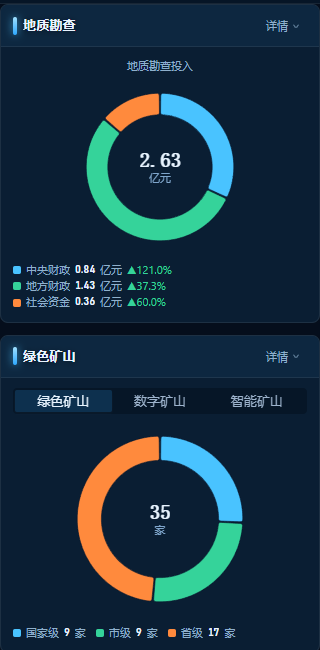 地质勘查 详情
地质勘查投入
2.63
亿元
中央财政 0.84 亿元 ▲121.0%
地方财政 1.43 亿元 ▲37.3%
社会资金 0.36 亿元 ▲60.0%
绿色矿山 详情
绿色矿山 数字矿山 智能矿山
35
家
国家级 9 家 市级 9 家 省级 17 家